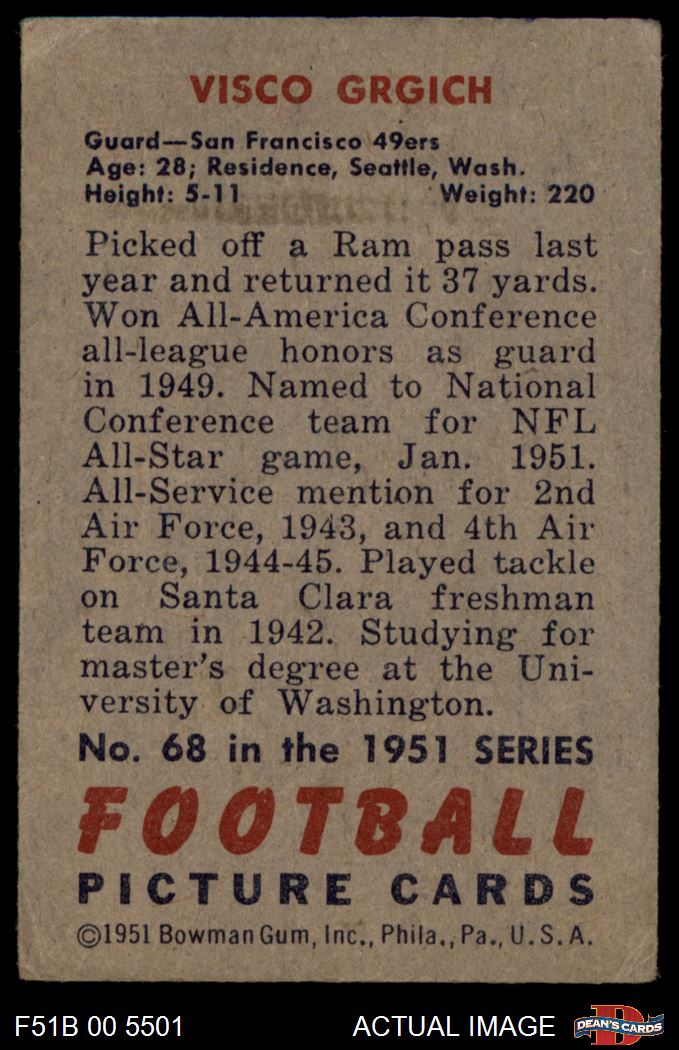 VISCO GRGICH
Guard—San Francisco 49ers
Age: 28; Residence, Seattle, Wash.
Height: 5-11 Weight: 220
Picked off a Ram pass last
year and returned it 37 yards.
Won All-America Conference
all-league honors as guard
in 1949. Named to National
Conference team for NFL
All-Star game, Jan. 1951.
All-Service mention for 2nd
Air Force, 1943, and 4th Air
Force, 1944-45. Played tackle
on Santa Clara freshman
team in 1942. Studying for
master's degree at the Uni-
versity of Washington.
No. 68 in the 1951 SERIES
FOOTBALL
PICTURE CARDS
©1951 Bowman Gum, Inc., Phila., Pa., U.S.A.
F51B 00 5501 ACTUAL IMAGE DEAN'S CARDS